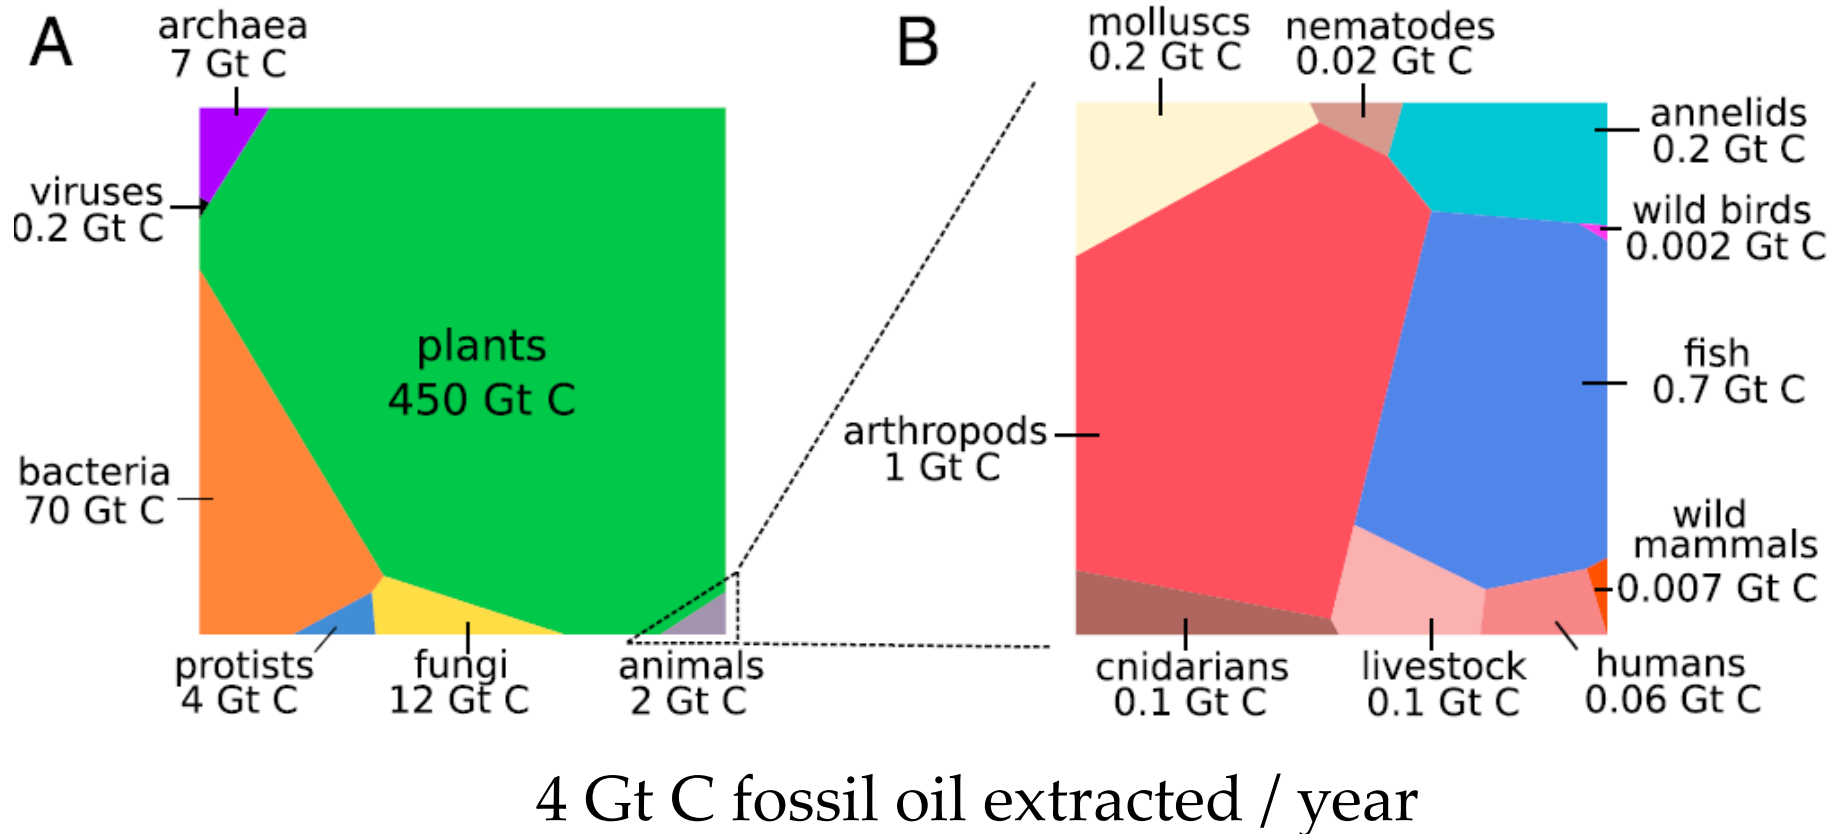 A
archaea
7 Gt C
viruses
0.2 Gt C
plants
450 Gt C
bacteria
70 Gt C
protists
4 Gt C
fungi
12 Gt C
animals
2 Gt C
B
molluscs
0.2 Gt C
nematodes
0.02 Gt C
annelids
0.2 Gt C
wild birds
0.002 Gt C
fish
0.7 Gt C
arthropods
1 Gt C
wild
mammals
0.007 Gt C
cnidarians
0.1 Gt C
livestock
0.1 Gt C
humans
0.06 Gt C
4 Gt C fossil oil extracted / year